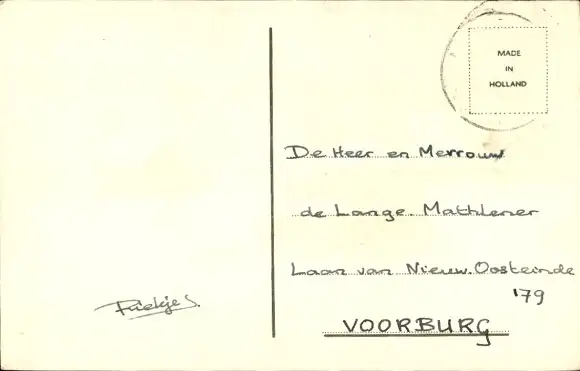 MADE
IN
HOLLAND
De Heer en Mevrouw
de Lange. Mathlener
Laan van Nieuw. Oosteinde
179
VOORBURG